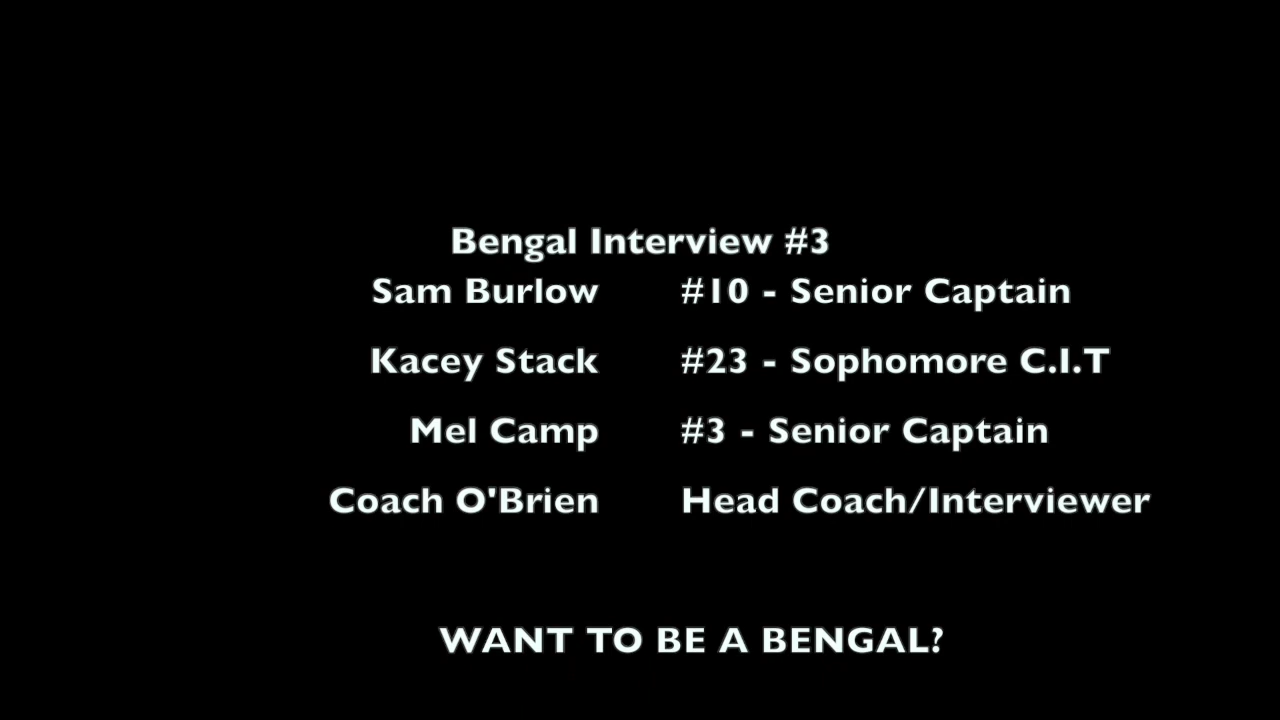 Bengal Interview #3
Sam Burlow #10 - Senior Captain
Kacey Stack #23 - Sophomore C.I.T
Mel Camp #3 - Senior Captain
Coach O'Brien Head Coach/Interviewer
WANT TO BE A BENGAL?